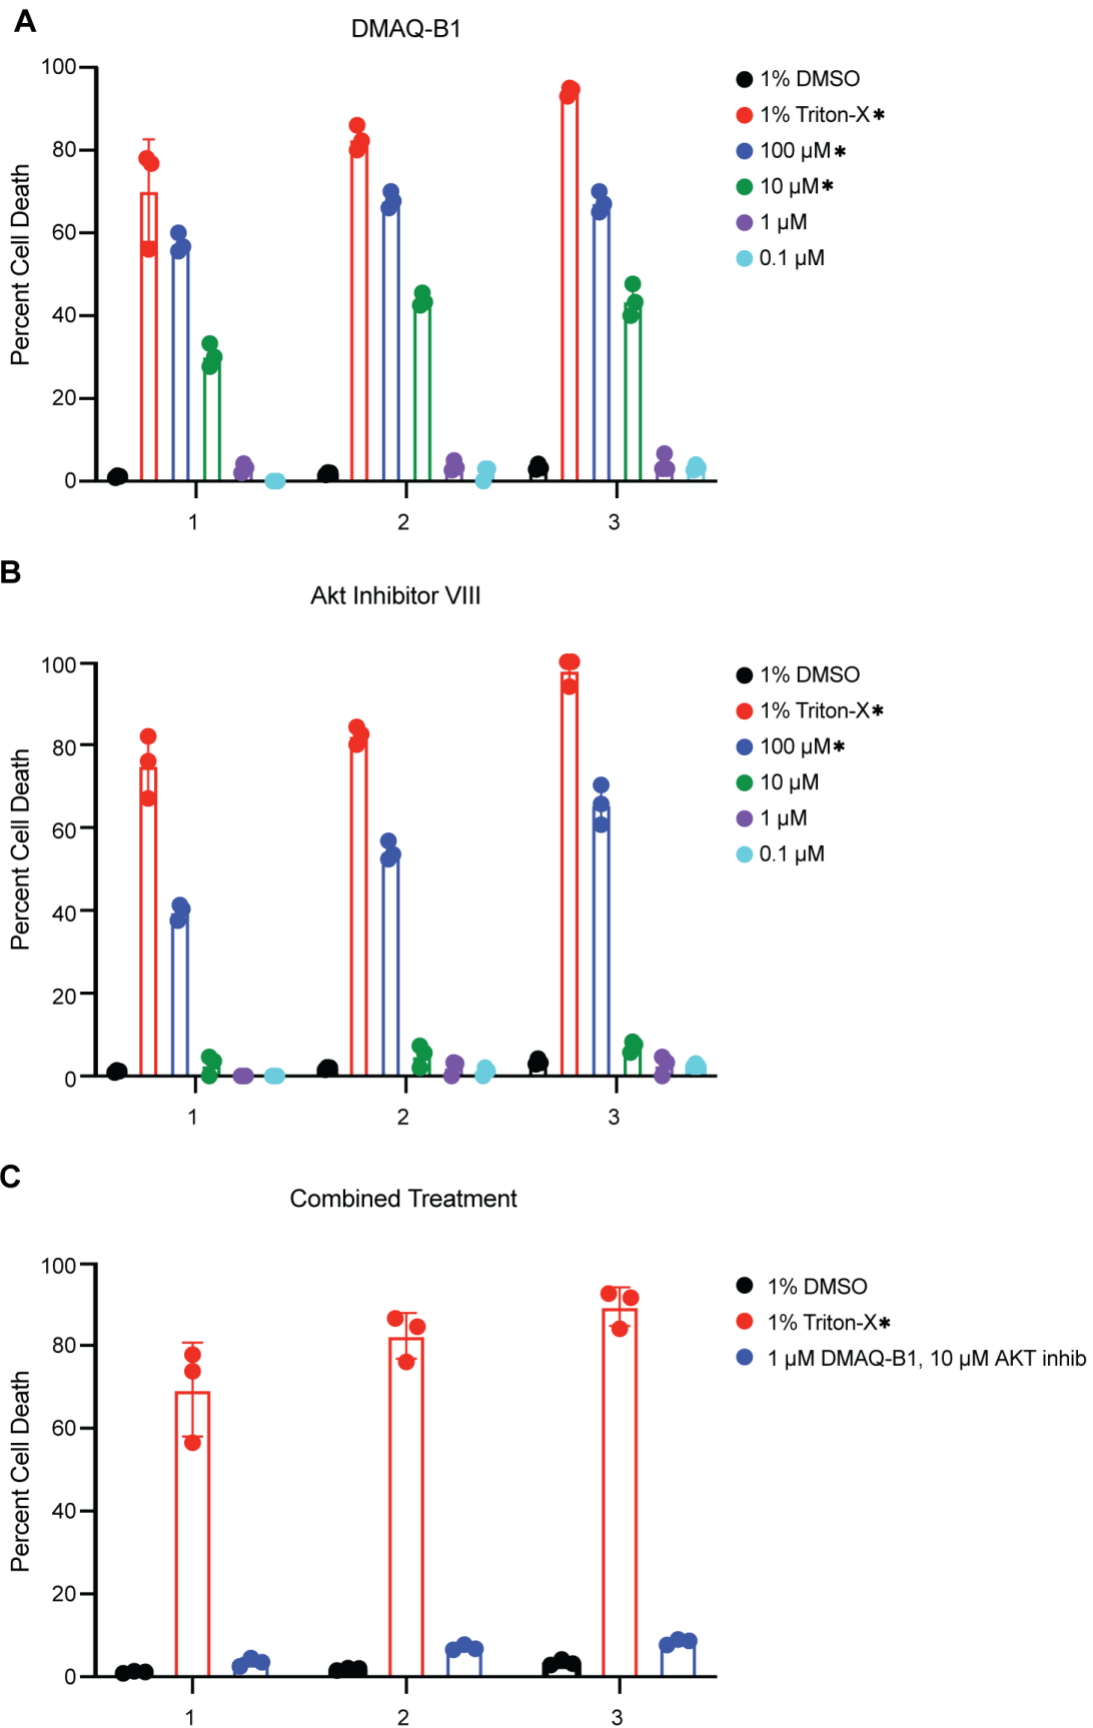 A
DMAQ-B1
Percent Cell Death
100
80
60
40
20
0
1
2
3
1% DMSO
1% Triton-X*
100 µM*
10 µM*
1 µM
0.1 µM
B
Akt Inhibitor VIII
Percent Cell Death
100
80
60
40
20
0
1
2
3
1% DMSO
1% Triton-X*
100 µM*
10 µM
1 µM
0.1 µM
C
Combined Treatment
Percent Cell Death
100
80
60
40
20
0
1
2
3
1% DMSO
1% Triton-X*
1 µM DMAQ-B1, 10 µM AKT inhib